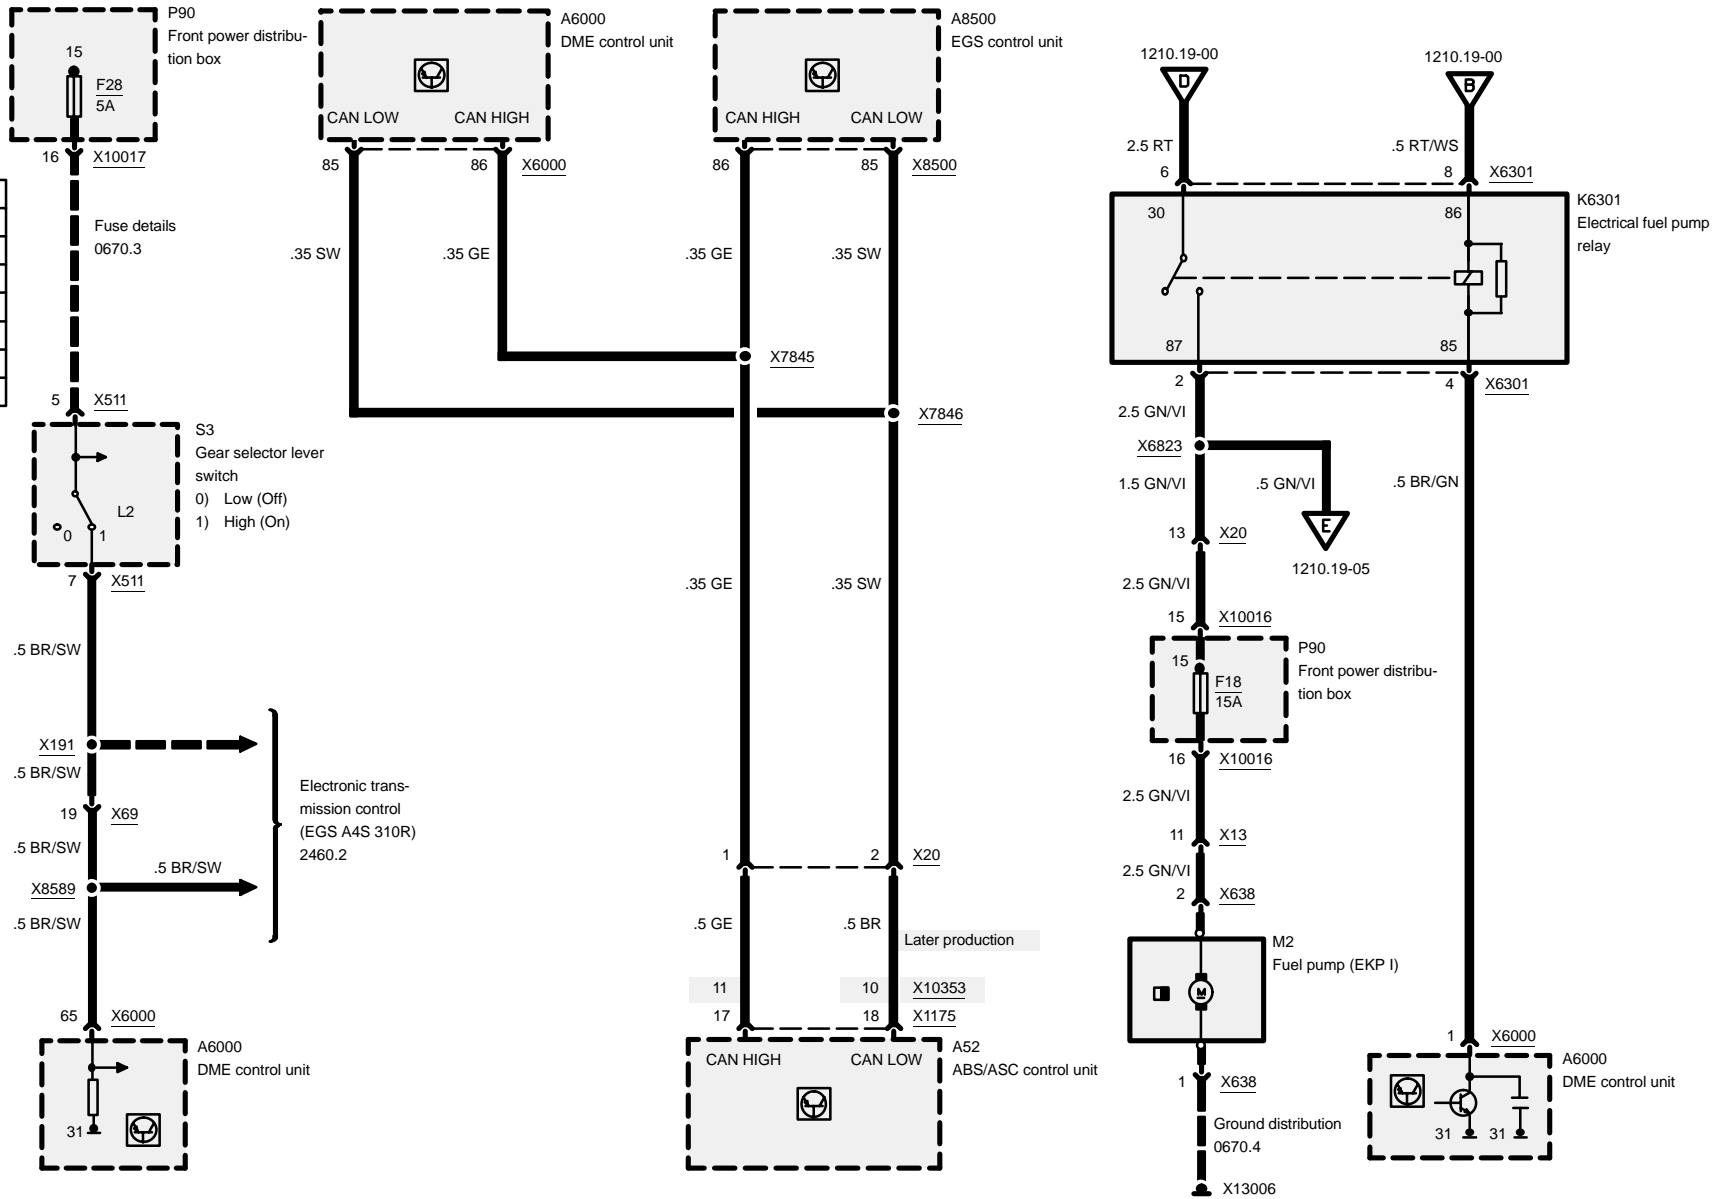 P90
Front power distribu-
tion box
15
F28
5A
16
X10017
Fuse details
0670.3
5
X511
S3
Gear selector lever
switch
0) Low (Off)
1) High (On)
L2
0
1
7
X511
.5 BR/SW
X191
.5 BR/SW
19
X69
.5 BR/SW
X8589
.5 BR/SW
.5 BR/SW
Electronic trans-
mission control
(EGS A4S 310R)
2460.2
65
X6000
A6000
DME control unit
31
A6000
DME control unit
CAN LOW
CAN HIGH
85
86
X6000
.35 SW
.35 GE
A8500
EGS control unit
CAN HIGH
CAN LOW
86
85
X8500
.35 GE
.35 SW
X7845
X7846
.35 GE
.35 SW
1
2
X20
.5 GE
.5 BR
Later production
11
10
X10353
17
18
X1175
CAN HIGH
CAN LOW
A52
ABS/ASC control unit
1210.19-00
D
1210.19-00
B
2.5 RT
.5 RT/WS
6
8
X6301
30
86
K6301
Electrical fuel pump
relay
87
85
2
4
X6301
2.5 GN/VI
X6823
1.5 GN/VI
.5 GN/VI
.5 BR/GN
E
1210.19-05
13
X20
2.5 GN/VI
15
X10016
P90
Front power distribu-
tion box
15
F18
15A
16
X10016
2.5 GN/VI
11
X13
2.5 GN/VI
2
X638
M2
Fuel pump (EKP I)
M
1
X638
Ground distribution
0670.4
X13006
1
X6000
A6000
DME control unit
31
31